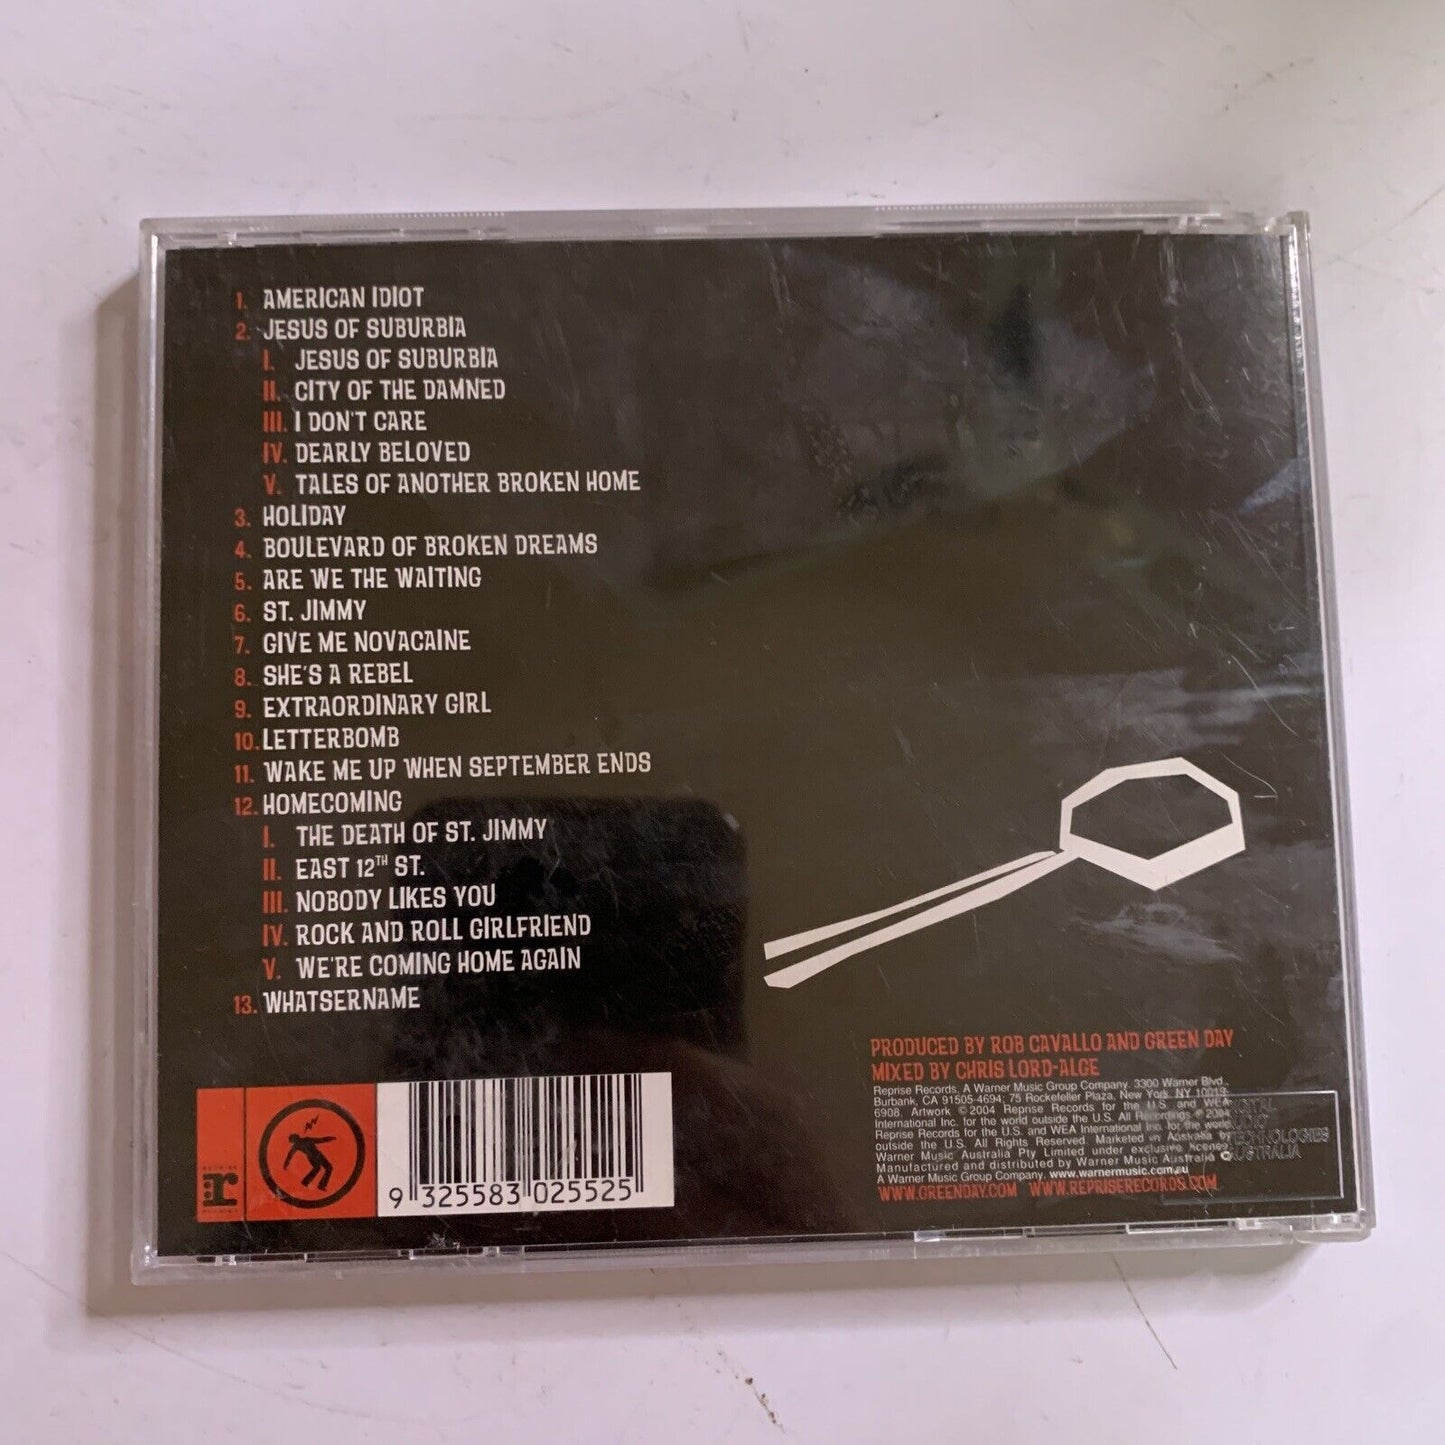 1. AMERICAN IDIOT
2. JESUS OF SUBURBIA
I. JESUS OF SUBURBIA
II. CITY OF THE DAMNED
III. I DON'T CARE
IV. DEARLY BELOVED
V. TALES OF ANOTHER BROKEN HOME
3. HOLIDAY
4. BOULEVARD OF BROKEN DREAMS
5. ARE WE THE WAITING
6. ST. JIMMY
7. GIVE ME NOVACAINE
8. SHE'S A REBEL
9. EXTRAORDINARY GIRL
10. LETTERBOMB
11. WAKE ME UP WHEN SEPTEMBER ENDS
12. HOMECOMING
I. THE DEATH OF ST. JIMMY
II. EAST 12TH ST.
III. NOBODY LIKES YOU
IV. ROCK AND ROLL GIRLFRIEND
V. WE'RE COMING HOME AGAIN
13. WHATSERNAME
r
9 325583 025525
PRODUCED BY ROB CAVALLO AND GREEN DAY
MIXED BY CHRIS LORD-ALGE
Reprise Records, A Warner Music Group Company. 3300 Warner Blvd.,
Burbank, CA 91505-4694; 75 Rockefeller Plaza, New York, NY 10019-
6908. Artwork ©2004 Reprise Records for the U.S. and WEA
International Inc. for the world outside the U.S. All Recordings ℗ 2004
Reprise Records for the U.S. and WEA International Inc. for the world
outside the U.S. All Rights Reserved. Marketed in Australia by
Warner Music Australia Pty Limited under exclusive licence.
Manufactured and distributed by Warner Music Australia
A Warner Music Group Company. www.warnermusic.com.au
WWW.GREENDAY.COM WWW.REPRISERECORDS.COM
TECHNOLOGIES
AUSTRALIA